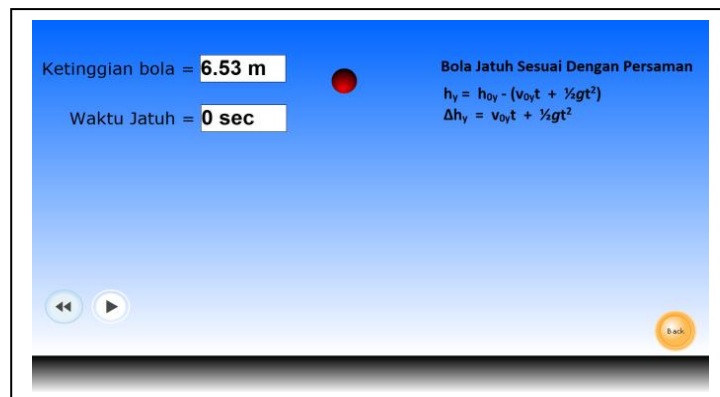 Ketinggian bola = 6.53 m
Waktu Jatuh = 0 sec
Bola Jatuh Sesuai Dengan Persaman
hᵧ = h₀ᵧ - (v₀ᵧt + ½gt²)
Δhᵧ = v₀ᵧt + ½gt²
Back